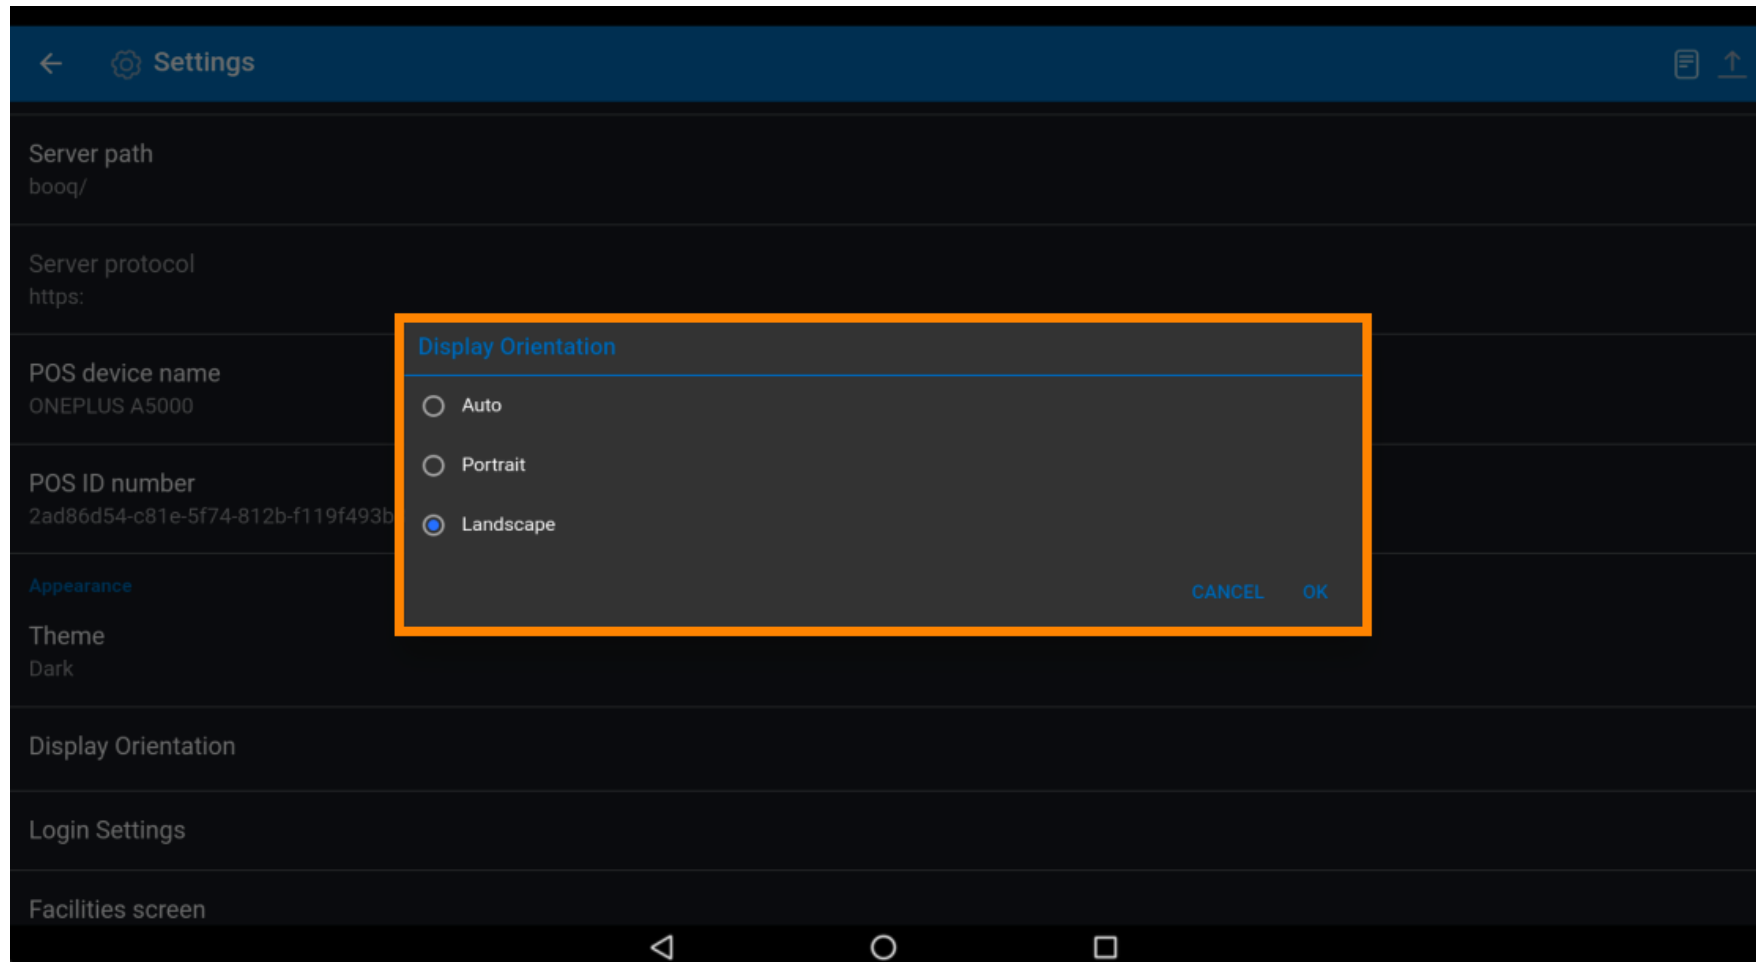 Settings
Server path
booq/
Server protocol
https:
POS device name
ONEPLUS A5000
POS ID number
2ad86d54-c81e-5f74-812b-f119f493b
Appearance
Theme
Dark
Display Orientation
Login Settings
Facilities screen
Display Orientation
Auto
Portrait
Landscape
CANCEL OK